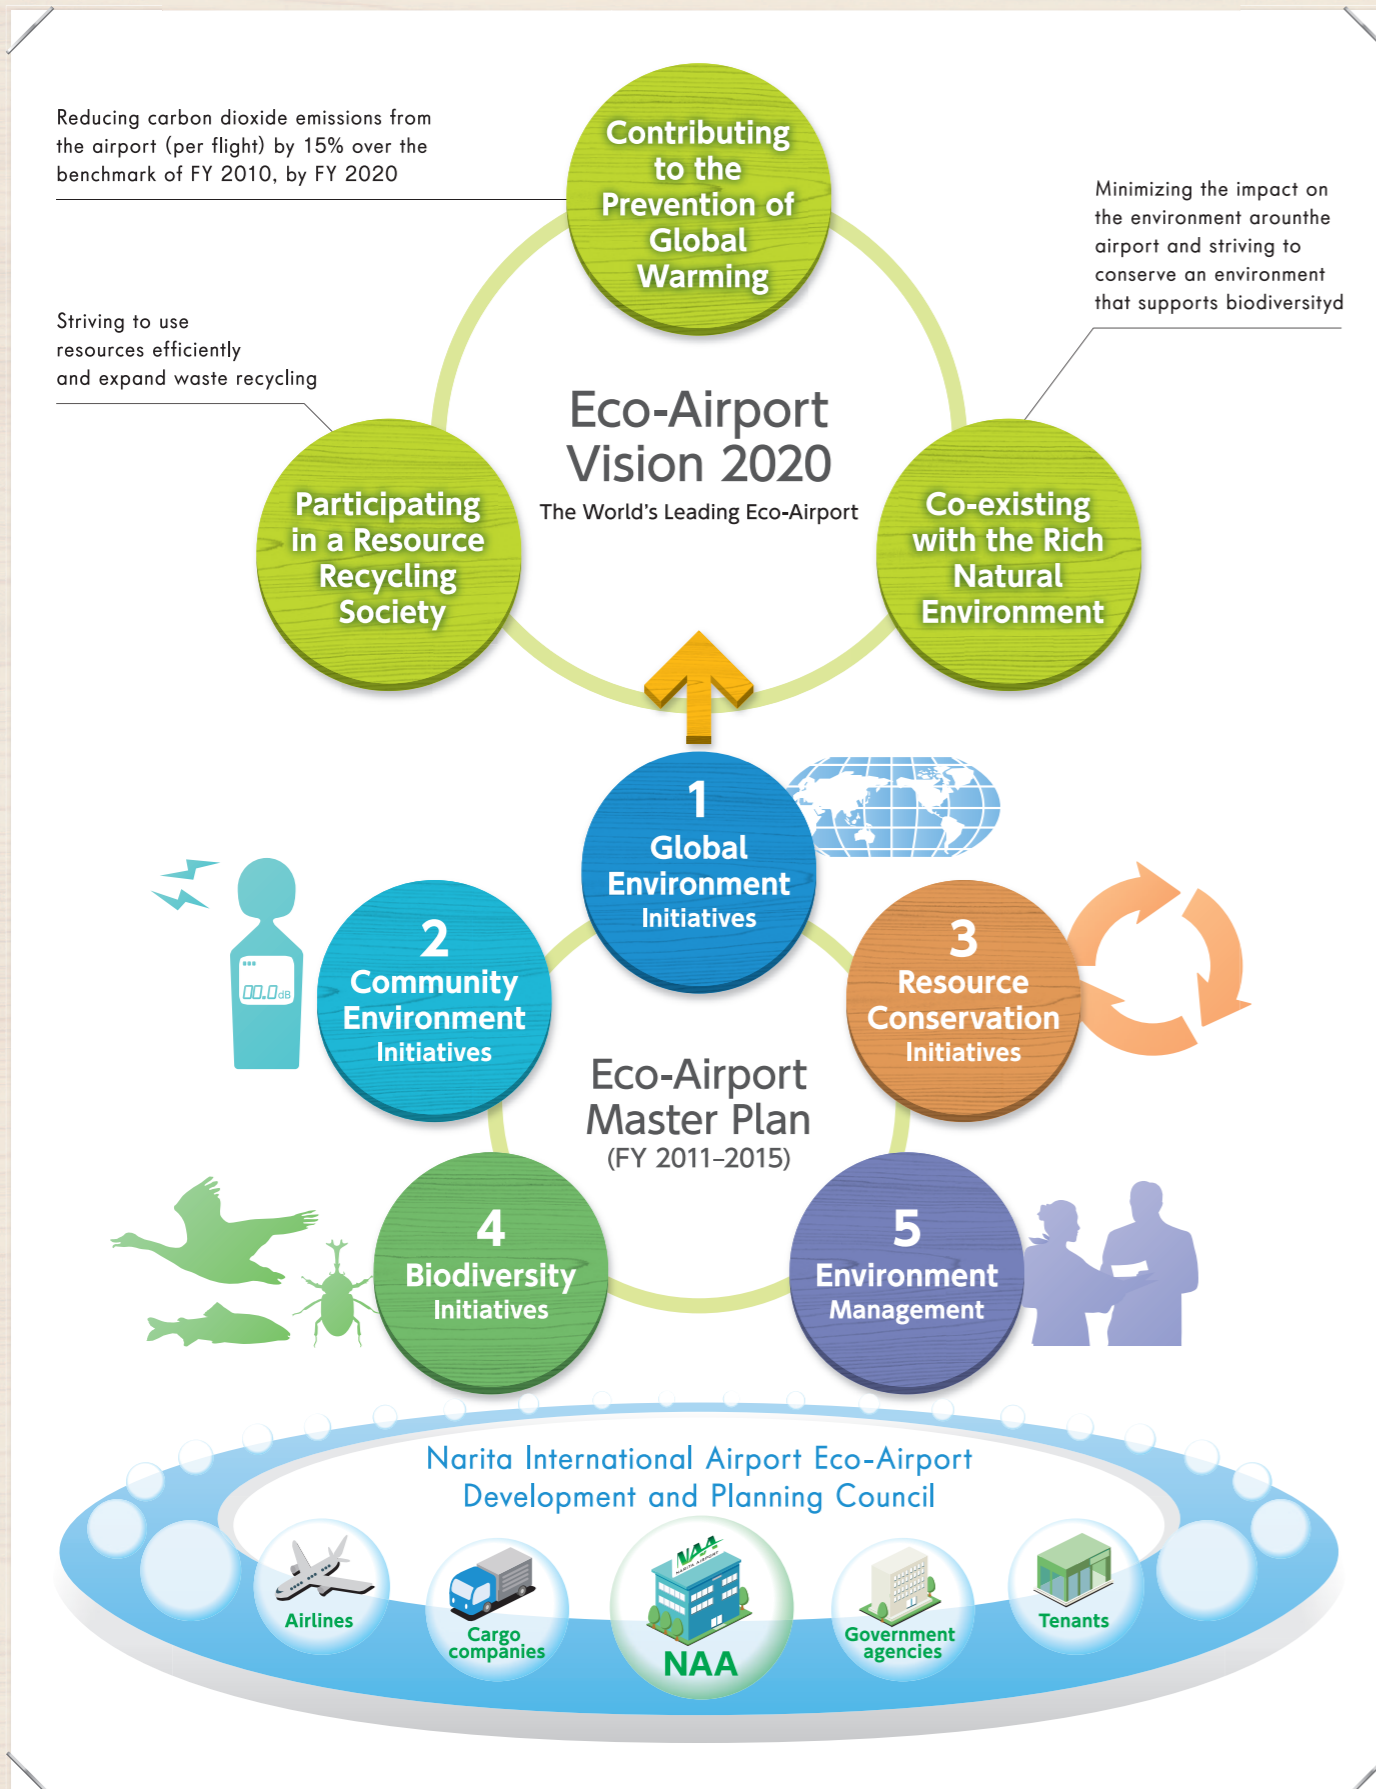 Reducing carbon dioxide emissions from
the airport (per flight) by 15% over the
benchmark of FY 2010, by FY 2020
Contributing
to the
Prevention of
Global
Warming
Minimizing the impact on
the environment arounthe
airport and striving to
conserve an environment
that supports biodiversityd
Striving to use
resources efficiently
and expand waste recycling
Eco-Airport
Vision 2020
The World's Leading Eco-Airport
Participating
in a Resource
Recycling
Society
Co-existing
with the Rich
Natural
Environment
1
Global
Environment
Initiatives
2
Community
Environment
Initiatives
00.0dB
3
Resource
Conservation
Initiatives
Eco-Airport
Master Plan
(FY 2011–2015)
4
Biodiversity
Initiatives
5
Environment
Management
Narita International Airport Eco-Airport
Development and Planning Council
Airlines
Cargo
companies
NAA
NARITA AIRPORT
NAA
Government
agencies
Tenants